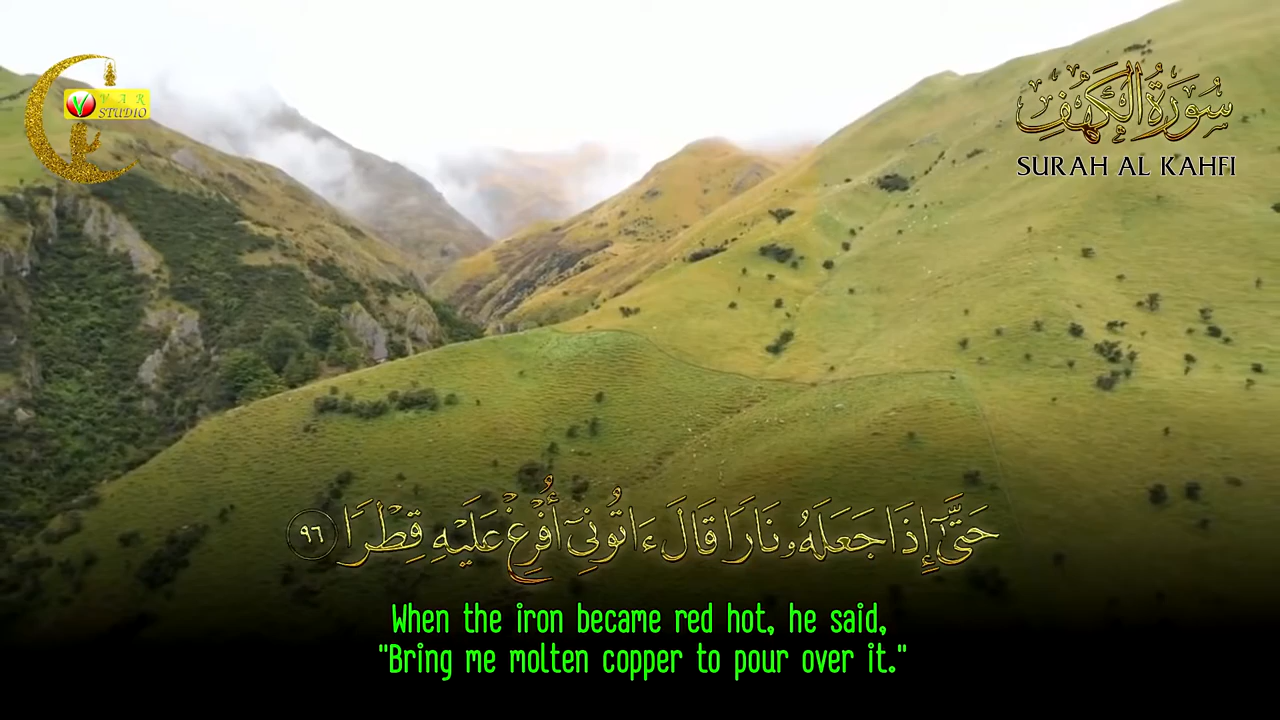 V A R
STUDIO
سُورَةُ الْكَهْفِ
SURAH AL KAHFI
حَتَّىٰٓ إِذَا جَعَلَهُۥ نَارًا قَالَ ءَاتُونِىٓ أُفْرِغْ عَلَيْهِ قِطْرًا ٩٦
When the iron became red hot, he said,
"Bring me molten copper to pour over it."